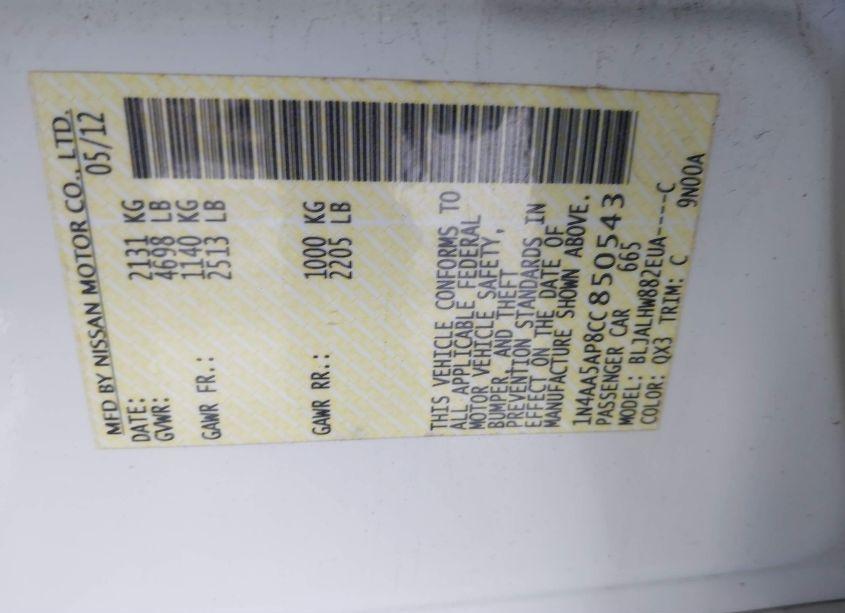 MFD BY NISSAN MOTOR CO., LTD.
DATE: 05/12
GVWR: 2131 KG
4698 LB
GAWR FR.: 1140 KG
2513 LB
GAWR RR.: 1000 KG
2205 LB
THIS VEHICLE CONFORMS TO
ALL APPLICABLE FEDERAL
MOTOR VEHICLE SAFETY,
BUMPER, AND THEFT
PREVENTION STANDARDS IN
EFFECT ON THE DATE OF
MANUFACTURE SHOWN ABOVE.
1N4AA5AP8CC850543
PASSENGER CAR 665
MODEL: BLJALHW882EUA----C
COLOR: QX3 TRIM: C 9N00A